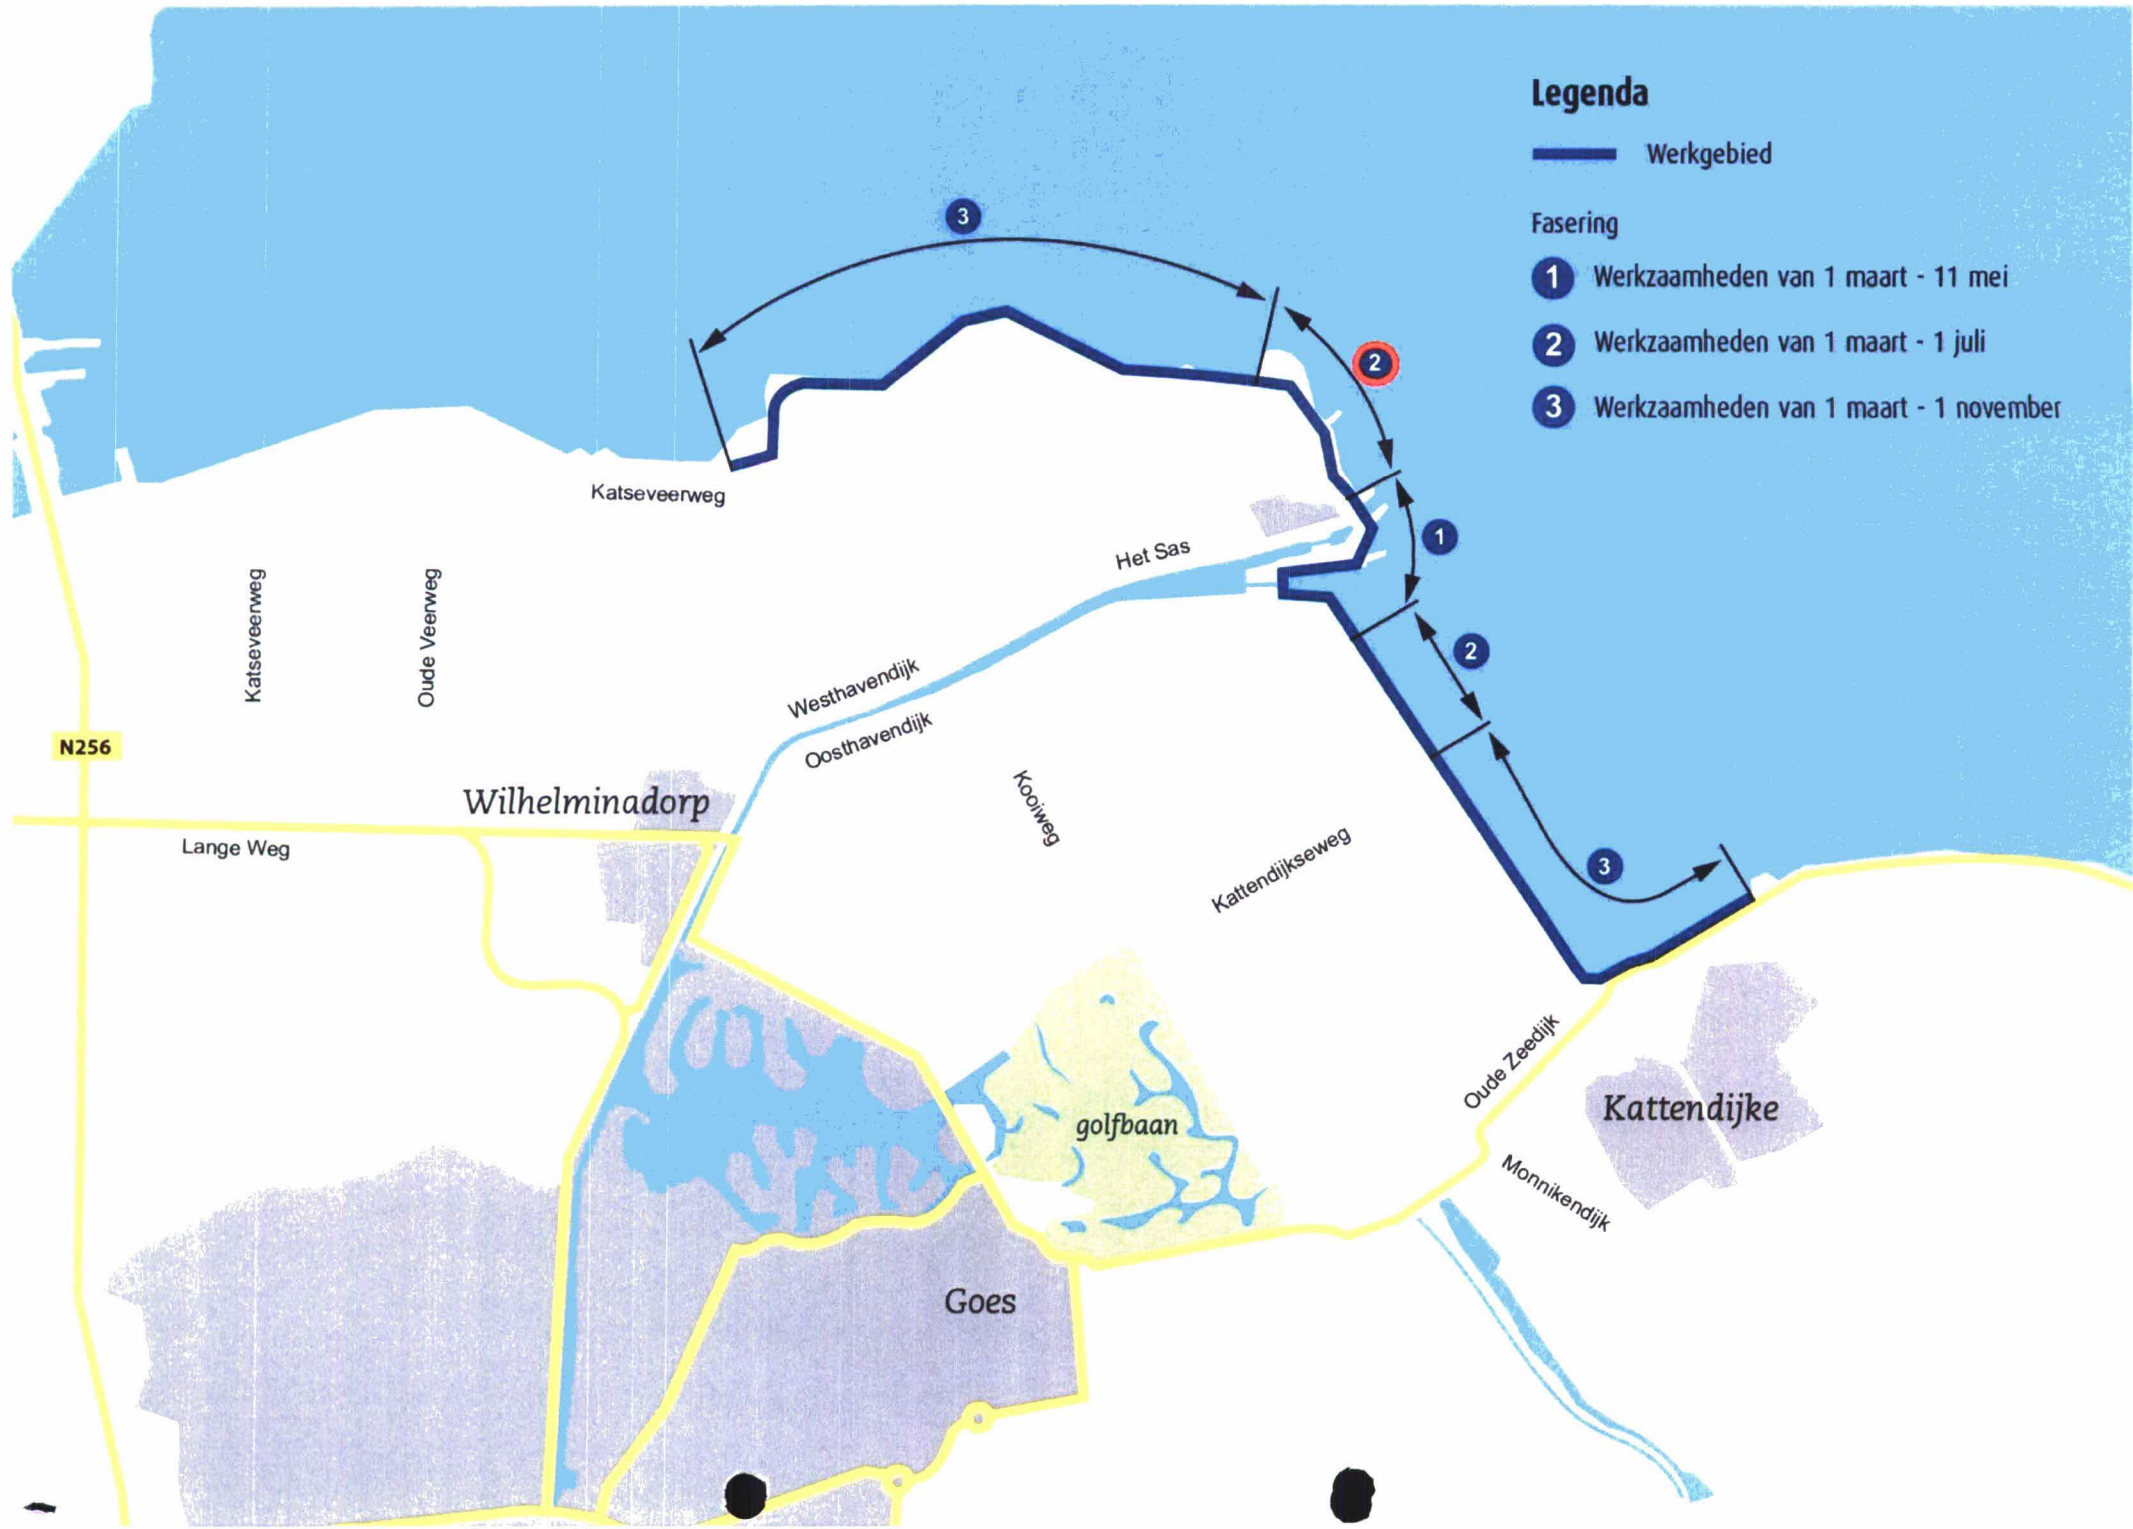 Legenda
Werkgebied
Fasering
1 Werkzaamheden van 1 maart - 11 mei
2 Werkzaamheden van 1 maart - 1 juli
3 Werkzaamheden van 1 maart - 1 november
3
2
1
2
3
Katseveerweg
Het Sas
Katseveerweg
Oude Veerweg
Westhavendijk
Oosthavendijk
N256
Wilhelminadorp
Lange Weg
Kooiweg
Kattendijkseweg
Oude Zeedijk
Kattendijke
golfbaan
Monnikendijk
Goes